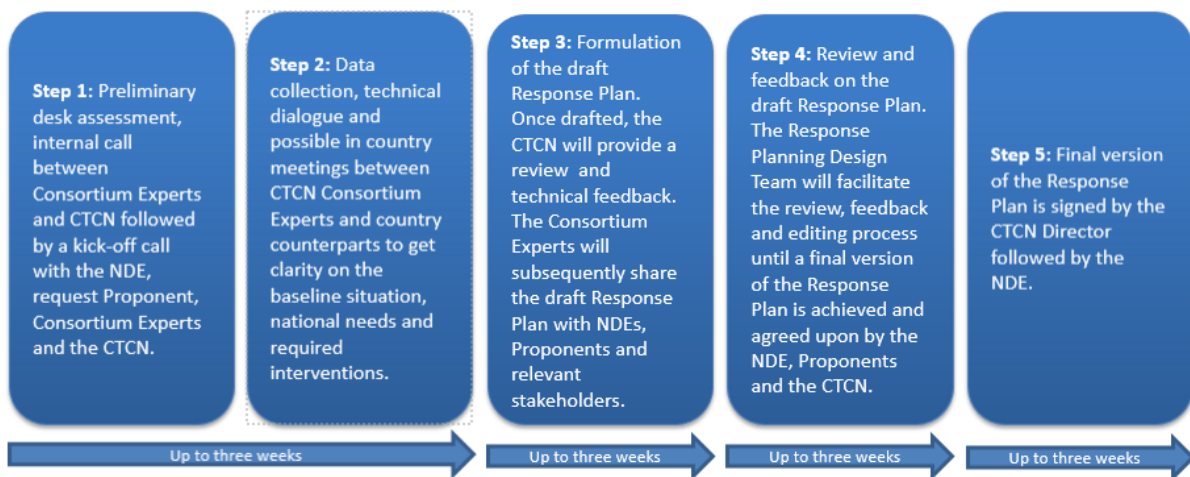 Step 1: Preliminary
desk assessment,
internal call
between
Consortium Experts
and CTCN followed
by a kick-off call
with the NDE,
request Proponent,
Consortium Experts
and the CTCN.
Step 2: Data
collection, technical
dialogue and
possible in country
meetings between
CTCN Consortium
Experts and country
counterparts to get
clarity on the
baseline situation,
national needs and
required
interventions.
Step 3: Formulation
of the draft
Response Plan.
Once drafted, the
CTCN will provide a
review and
technical feedback.
The Consortium
Experts will
subsequently share
the draft Response
Plan with NDEs,
Proponents and
relevant
stakeholders.
Step 4: Review and
feedback on the
draft Response Plan.
The Response
Planning Design
Team will facilitate
the review, feedback
and editing process
until a final version
of the Response
Plan is achieved and
agreed upon by the
NDE, Proponents
and the CTCN.
Step 5: Final version
of the Response
Plan is signed by the
CTCN Director
followed by the
NDE.
Up to three weeks
Up to three weeks
Up to three weeks
Up to three weeks